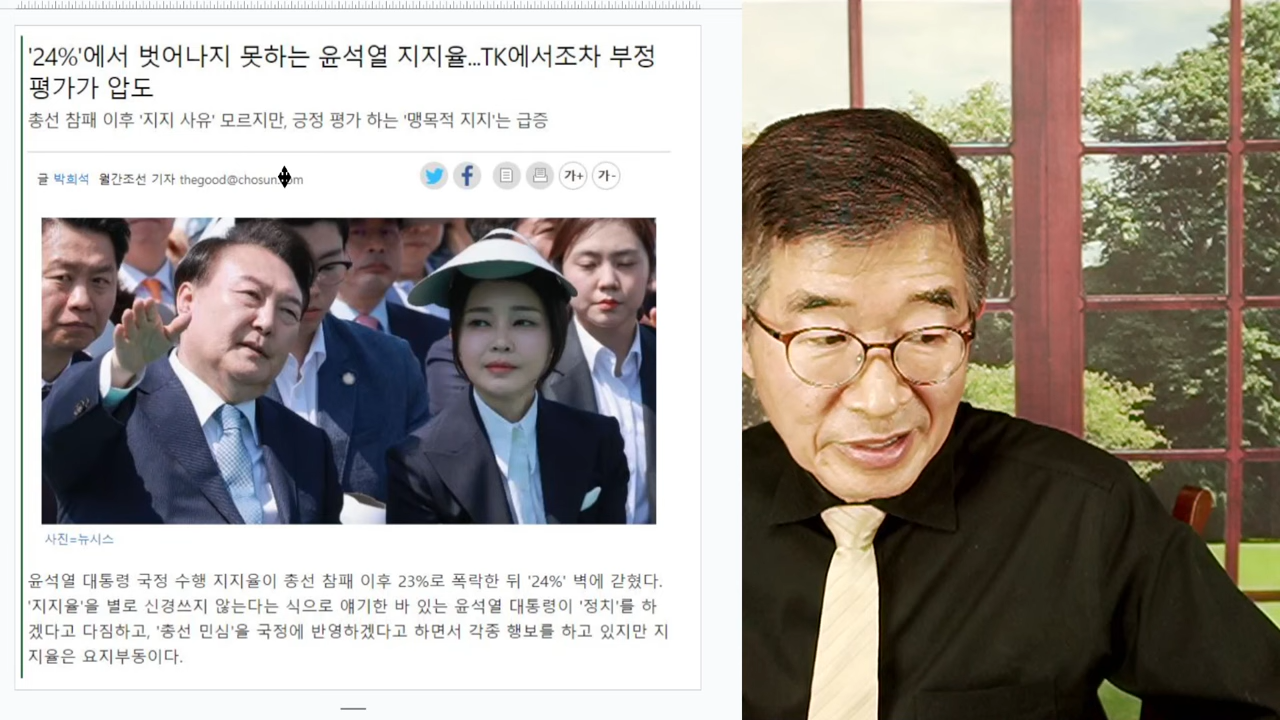 '24%'에서 벗어나지 못하는 윤석열 지지율...TK에서조차 부정
평가가 압도
총선 참패 이후 '지지 사유' 모르지만, 긍정 평가 하는 '맹목적 지지'는 급증
글 박희석 월간조선 기자 thegood@chosun.com
가+ 가-
사진=뉴시스
윤석열 대통령 국정 수행 지지율이 총선 참패 이후 23%로 폭락한 뒤 '24%' 벽에 갇혔다.
'지지율'을 별로 신경쓰지 않는다는 식으로 얘기한 바 있는 윤석열 대통령이 '정치'를 하
겠다고 다짐하고, '총선 민심'을 국정에 반영하겠다고 하면서 각종 행보를 하고 있지만 지
지율은 요지부동이다.